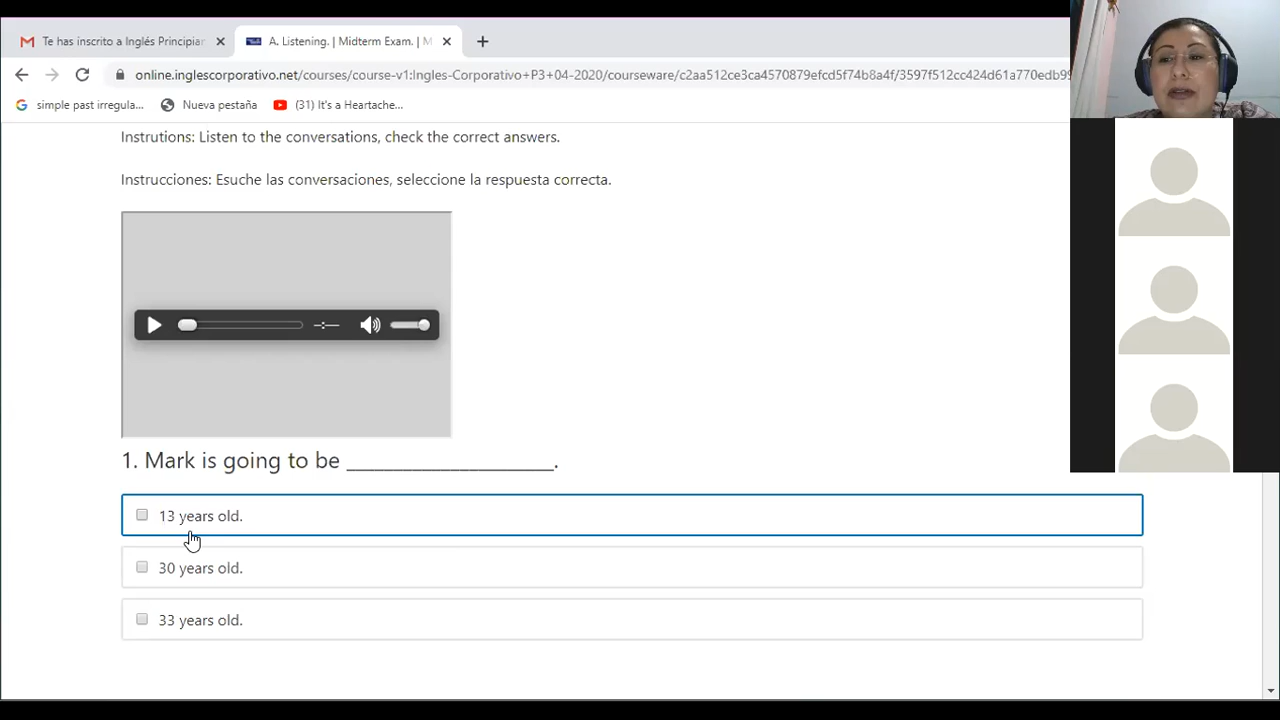 Te has inscrito a Inglés Principian
A. Listening. | Midterm Exam. | M
online.inglescorporativo.net/courses/course-v1:Ingles-Corporativo+P3+04-2020/courseware/c2aa512ce3ca4570879efcd5f74b8a4f/3597f512cc424d61a770edb99
simple past irregula...
Nueva pestaña
(31) It's a Heartache...
Instrutions: Listen to the conversations, check the correct answers.
Instrucciones: Esuche las conversaciones, seleccione la respuesta correcta.
-:-
1. Mark is going to be ____________________.
13 years old.
30 years old.
33 years old.